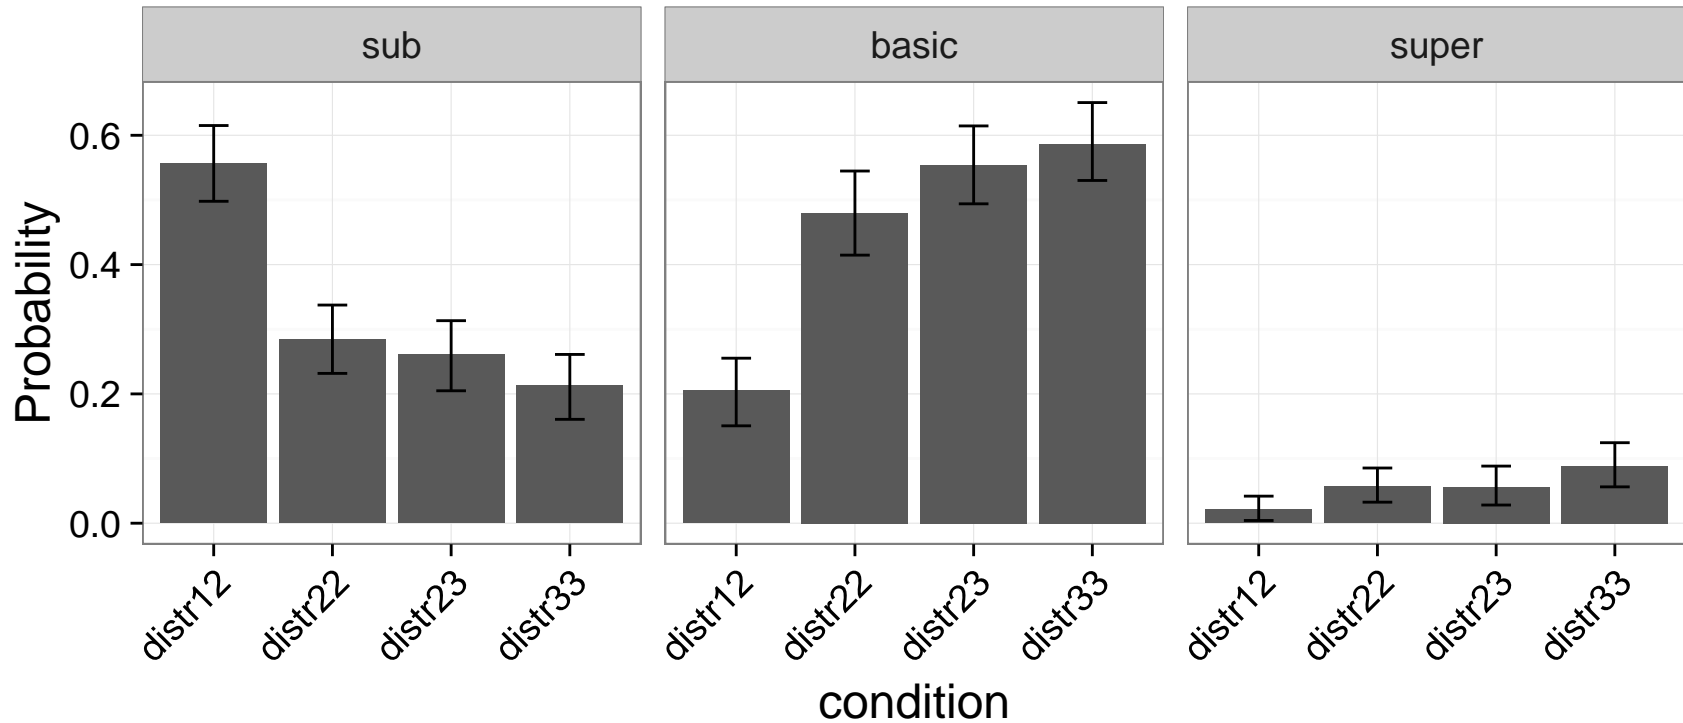 sub basic super
Probability
0.6
0.4
0.2
0.0
distr12 distr22 distr23 distr33 distr12 distr22 distr23 distr33 distr12 distr22 distr23 distr33
condition